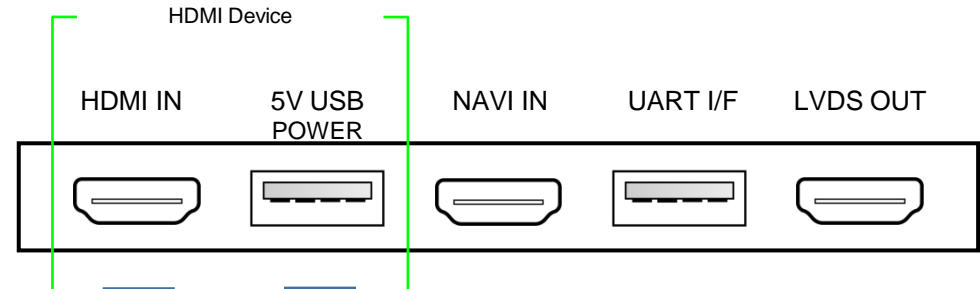 HDMI Device
HDMI IN
5V USB
POWER
NAVI IN
UART I/F
LVDS OUT